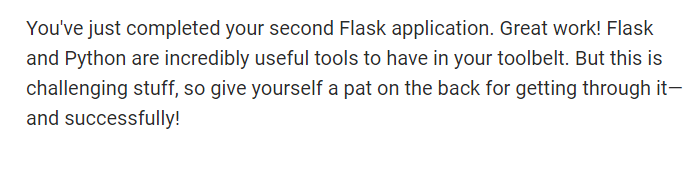 You've just completed your second Flask application. Great work! Flask
and Python are incredibly useful tools to have in your toolbelt. But this is
challenging stuff, so give yourself a pat on the back for getting through it—
and successfully!